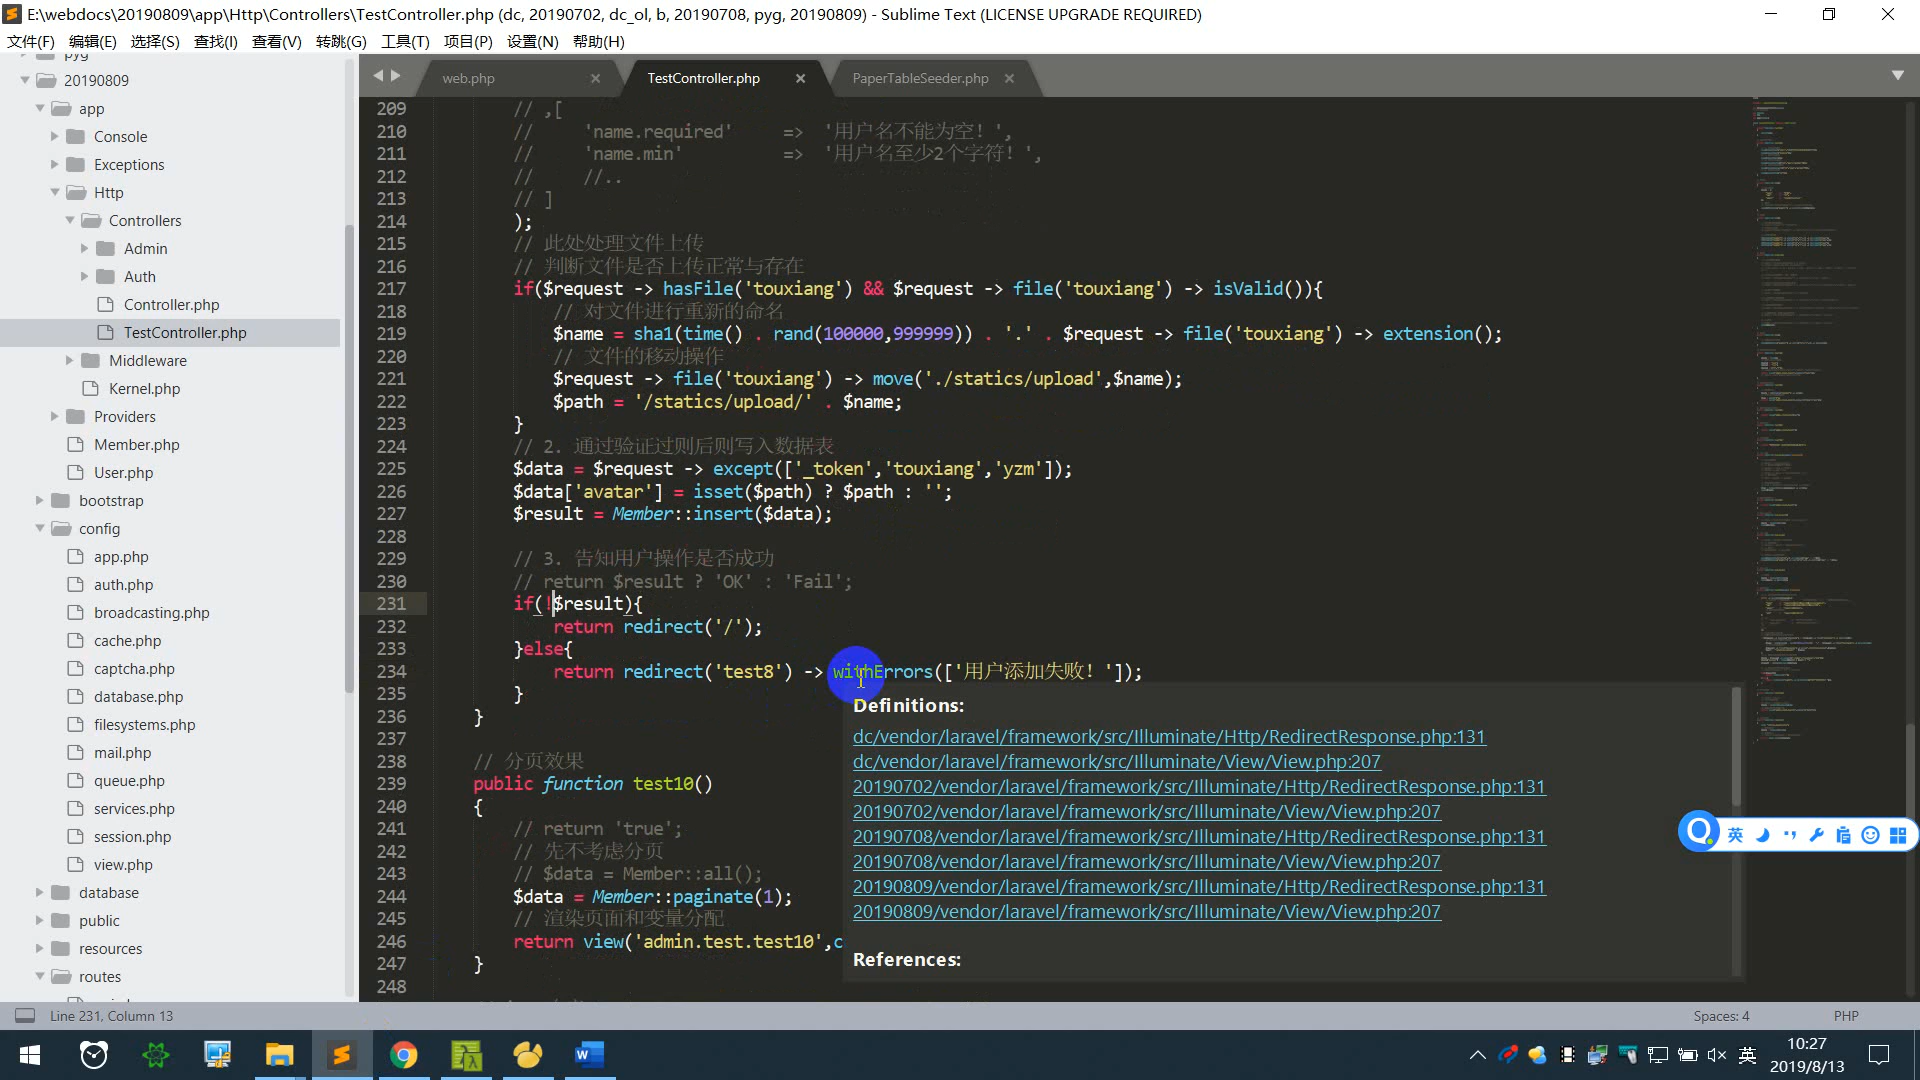 E:\webdocs\20190809\app\Http\Controllers\TestController.php (dc, 20190702, dc_ol, b, 20190708, pyg, 20190809) - Sublime Text (LICENSE UPGRADE REQUIRED)
文件(F) 编辑(E) 选择(S) 查找(I) 查看(V) 转跳(G) 工具(T) 项目(P) 设置(N) 帮助(H)
pyg
20190809
app
Console
Exceptions
Http
Controllers
Admin
Auth
Controller.php
TestController.php
Middleware
Kernel.php
Providers
Member.php
User.php
bootstrap
config
app.php
auth.php
broadcasting.php
cache.php
captcha.php
database.php
filesystems.php
mail.php
queue.php
services.php
session.php
view.php
database
public
resources
routes
web.php TestController.php PaperTableSeeder.php
209 // ,[
210 // 'name.required' => '用户名不能为空！',
211 // 'name.min' => '用户名至少2个字符！',
212 // //..
213 // ]
214 );
215 // 此处处理文件上传
216 // 判断文件是否上传正常与存在
217 if($request -> hasFile('touxiang') && $request -> file('touxiang') -> isValid()){
218 // 对文件进行重新的命名
219 $name = sha1(time() . rand(100000,999999)) . '.' . $request -> file('touxiang') -> extension();
220 // 文件的移动操作
221 $request -> file('touxiang') -> move('./statics/upload',$name);
222 $path = '/statics/upload/' . $name;
223 }
224 // 2. 通过验证过则后则写入数据表
225 $data = $request -> except(['_token','touxiang','yzm']);
226 $data['avatar'] = isset($path) ? $path : '';
227 $result = Member::insert($data);
228
229 // 3. 告知用户操作是否成功
230 // return $result ? 'OK' : 'Fail';
231 if(!$result){
232 return redirect('/');
233 }else{
234 return redirect('test8') -> withErrors(['用户添加失败！']);
235 }
236 }
237
238 // 分页效果
239 public function test10()
240 {
241 // return 'true';
242 // 先不考虑分页
243 // $data = Member::all();
244 $data = Member::paginate(1);
245 // 渲染页面和变量分配
246 return view('admin.test.test10',c
247 }
248
Definitions:
dc/vendor/laravel/framework/src/Illuminate/Http/RedirectResponse.php:131
dc/vendor/laravel/framework/src/Illuminate/View/View.php:207
20190702/vendor/laravel/framework/src/Illuminate/Http/RedirectResponse.php:131
20190702/vendor/laravel/framework/src/Illuminate/View/View.php:207
20190708/vendor/laravel/framework/src/Illuminate/Http/RedirectResponse.php:131
20190708/vendor/laravel/framework/src/Illuminate/View/View.php:207
20190809/vendor/laravel/framework/src/Illuminate/Http/RedirectResponse.php:131
20190809/vendor/laravel/framework/src/Illuminate/View/View.php:207
References:
英
Line 231, Column 13 Spaces: 4 PHP
英 10:27
2019/8/13